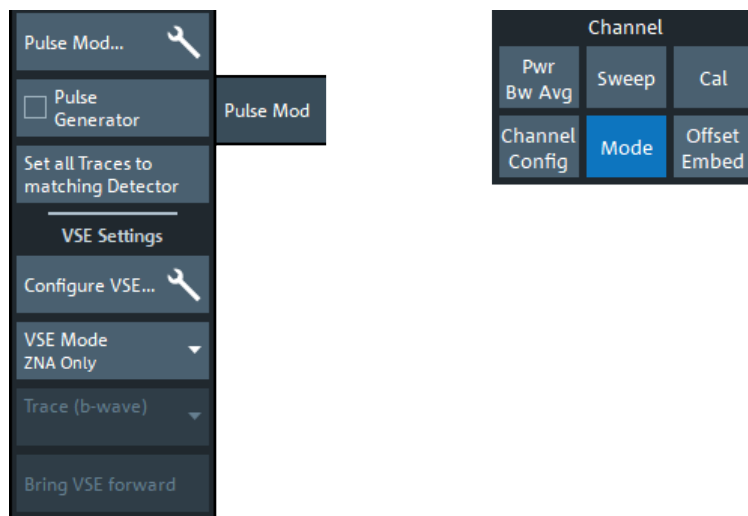 Pulse Mod...
Pulse
Generator
Pulse Mod
Set all Traces to
matching Detector
VSE Settings
Configure VSE...
VSE Mode
ZNA Only
Trace (b-wave)
Bring VSE forward
Channel
Pwr
Bw Avg
Sweep
Cal
Channel
Config
Mode
Offset
Embed